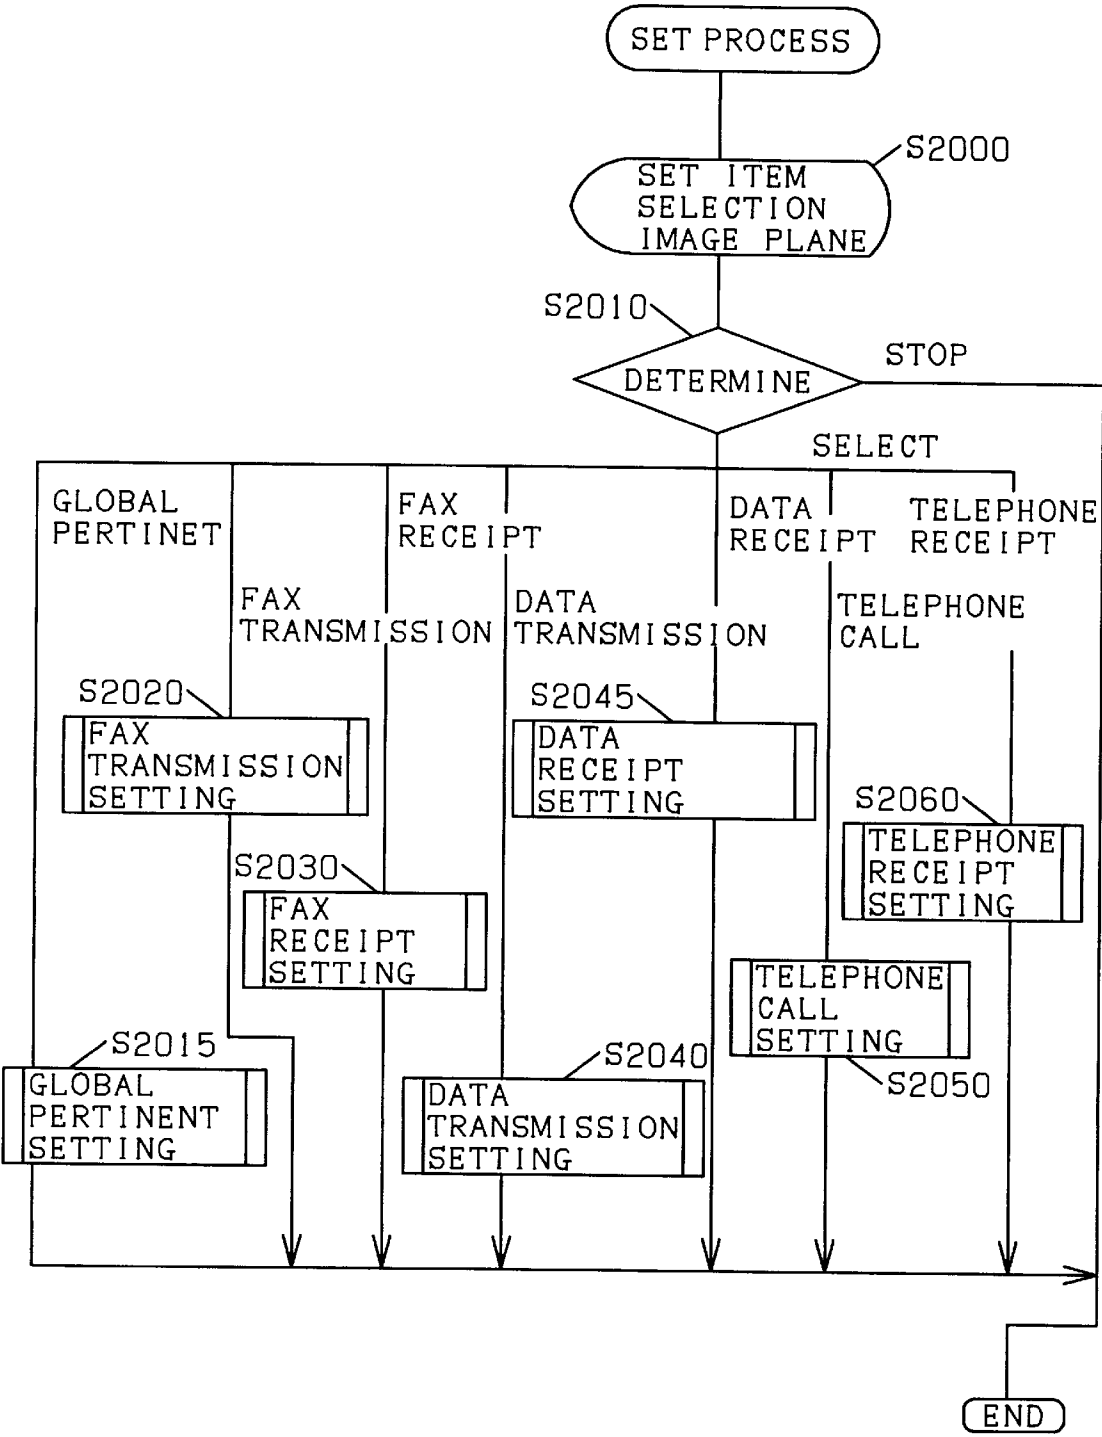 SET PROCESS
S2000
SET ITEM
SELECTION
IMAGE PLANE
S2010
DETERMINE
STOP
SELECT
GLOBAL
PERTINET
FAX
TRANSMISSION
FAX
RECEIPT
DATA
TRANSMISSION
DATA
RECEIPT
TELEPHONE
CALL
TELEPHONE
RECEIPT
S2020
FAX
TRANSMISSION
SETTING
S2045
DATA
RECEIPT
SETTING
S2060
TELEPHONE
RECEIPT
SETTING
S2030
FAX
RECEIPT
SETTING
TELEPHONE
CALL
SETTING
S2050
S2015
GLOBAL
PERTINENT
SETTING
S2040
DATA
TRANSMISSION
SETTING
END